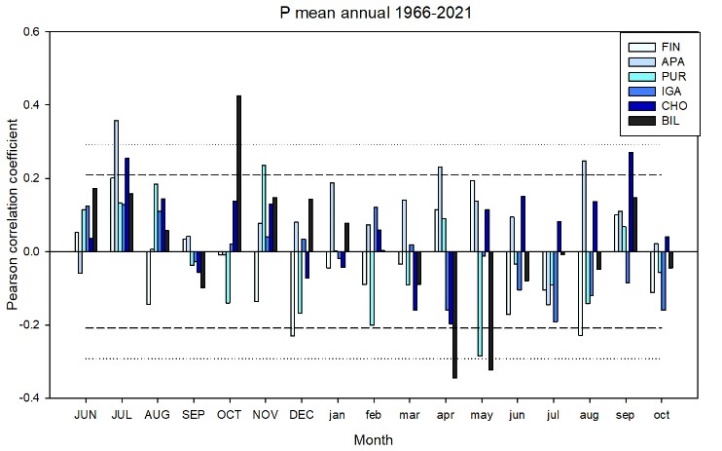 P mean annual 1966-2021
0.6
0.4
0.2
0.0
-0.2
-0.4
Pearson correlation coefficient
FIN
APA
PUR
IGA
CHO
BIL
JUN JUL AUG SEP OCT NOV DEC jan feb mar apr may jun jul aug sep oct
Month